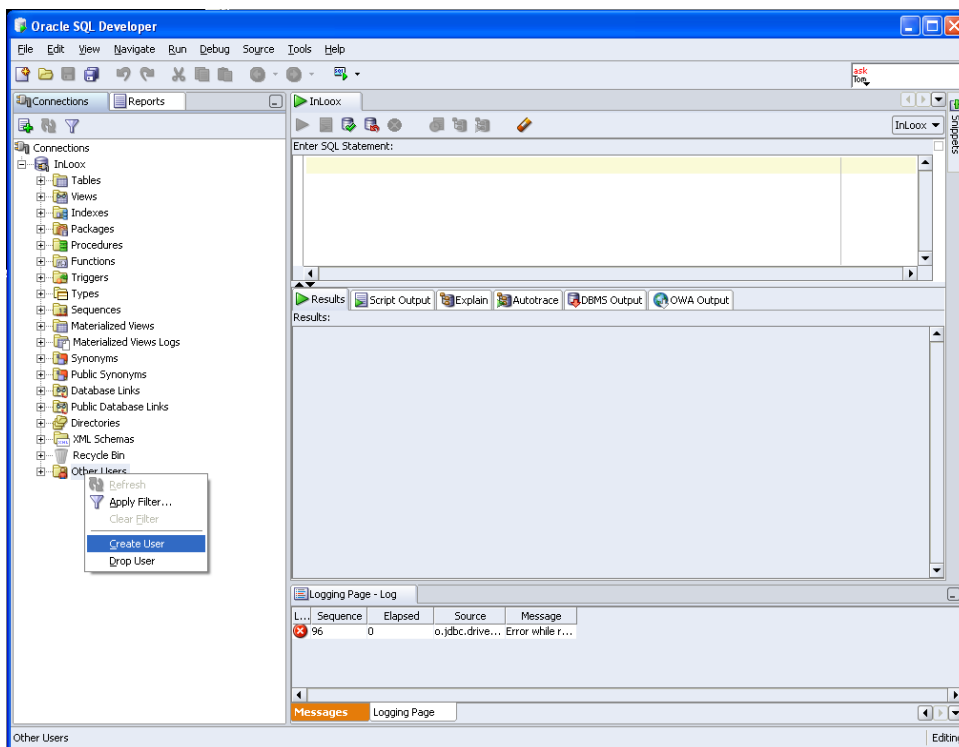 Oracle SQL Developer
File Edit View Navigate Run Debug Source Tools Help
ask
Tom
Connections Reports
InLoox
Snippets
InLoox
Enter SQL Statement:
Connections
InLoox
Tables
Views
Indexes
Packages
Procedures
Functions
Triggers
Types
Sequences
Materialized Views
Materialized Views Logs
Synonyms
Public Synonyms
Database Links
Public Database Links
Directories
XML Schemas
Recycle Bin
Other Users
Refresh
Apply Filter...
Clear Filter
Create User
Drop User
Results Script Output Explain Autotrace DBMS Output OWA Output
Results:
Logging Page - Log
L... Sequence Elapsed Source Message
96 0 o.jdbc.drive... Error while r...
Messages Logging Page
Other Users Editing